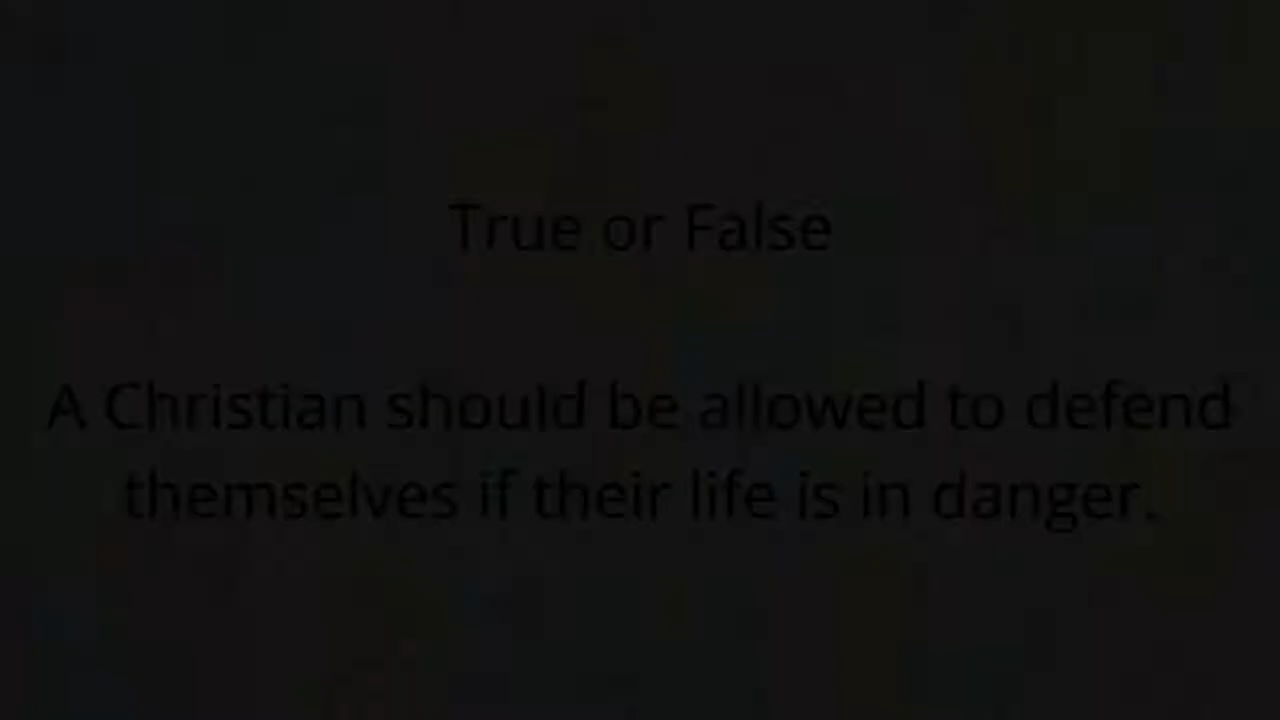 True or False
A Christian should be allowed to defend
themselves if their life is in danger.